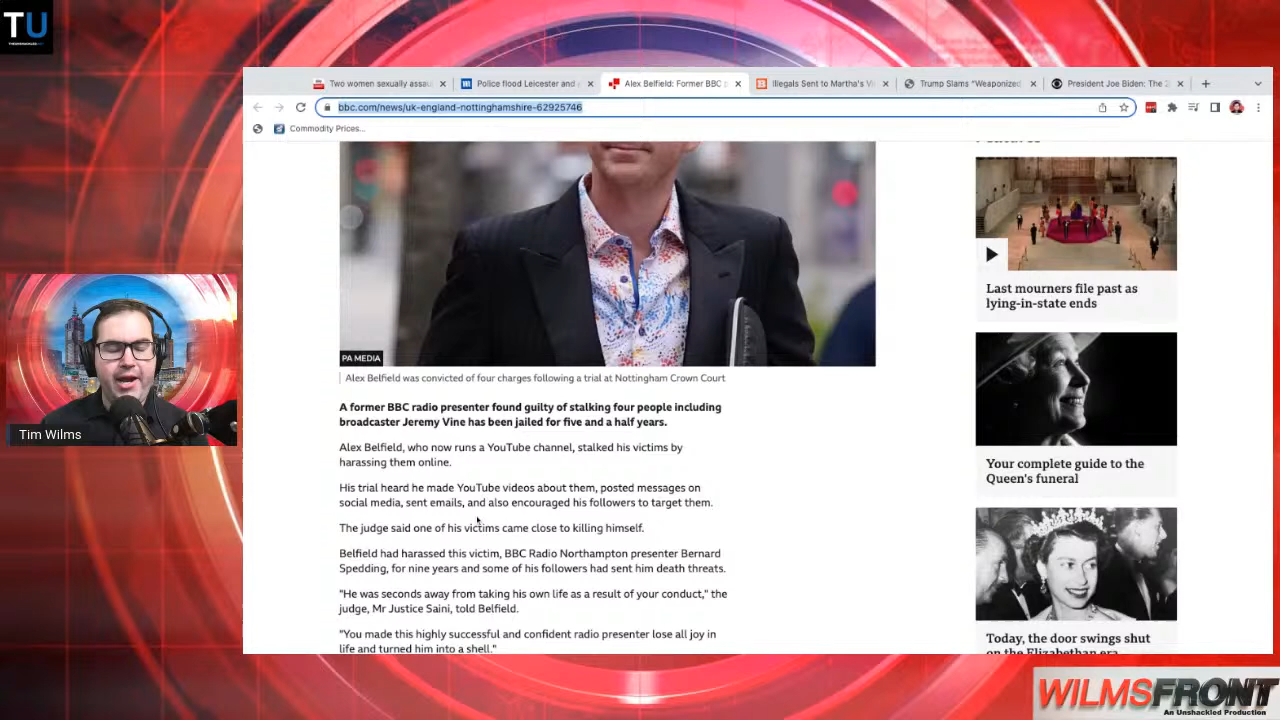 TU
Two women sexually assau
Police flood Leicester and
Alex Belfield: Former BBC p
Illegals Sent to Martha's Vi
Trump Slams "Weaponized
President Joe Biden: The 2
bbc.com/news/uk-england-nottinghamshire-62925746
Commodity Prices...
PA MEDIA
Alex Belfield was convicted of four charges following a trial at Nottingham Crown Court
A former BBC radio presenter found guilty of stalking four people including
broadcaster Jeremy Vine has been jailed for five and a half years.
Alex Belfield, who now runs a YouTube channel, stalked his victims by
harassing them online.
His trial heard he made YouTube videos about them, posted messages on
social media, sent emails, and also encouraged his followers to target them.
The judge said one of his victims came close to killing himself.
Belfield had harassed this victim, BBC Radio Northampton presenter Bernard
Spedding, for nine years and some of his followers had sent him death threats.
"He was seconds away from taking his own life as a result of your conduct," the
judge, Mr Justice Saini, told Belfield.
"You made this highly successful and confident radio presenter lose all joy in
life and turned him into a shell."
Last mourners file past as
lying-in-state ends
Your complete guide to the
Queen's funeral
Today, the door swings shut
on the Elizabethan era
Tim Wilms
WILMSFRONT
An Unshackled Production